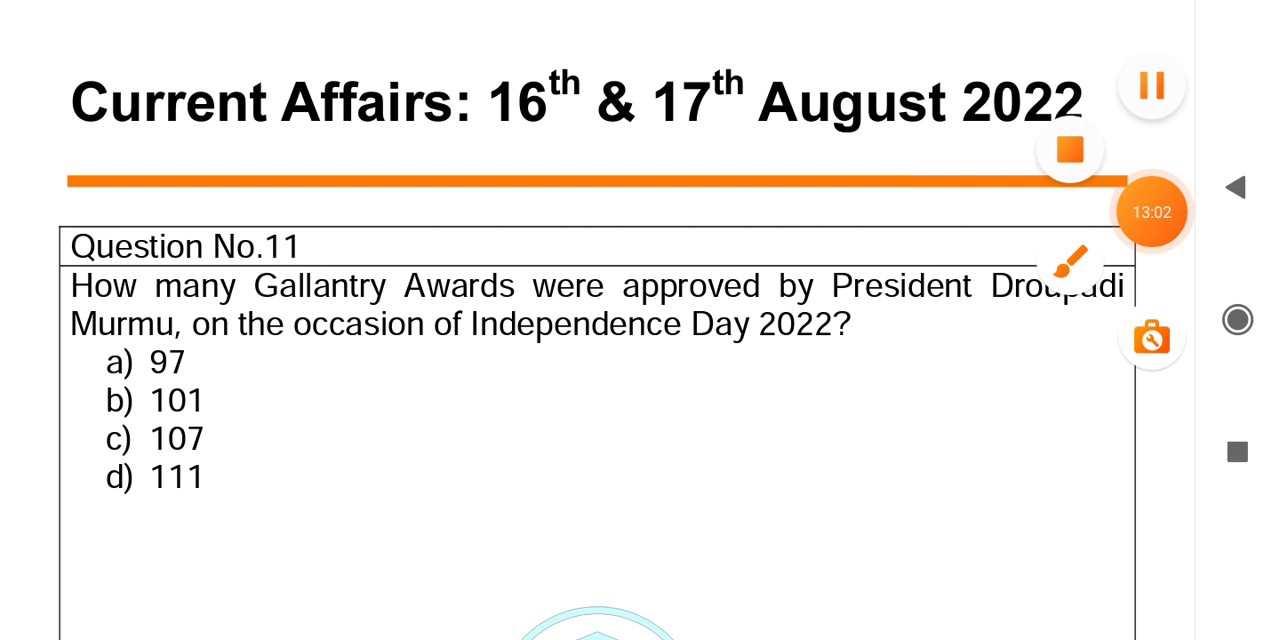 Current Affairs: 16th & 17th August 2022
13:02
Question No.11
How many Gallantry Awards were approved by President Droupadi
Murmu, on the occasion of Independence Day 2022?
a) 97
b) 101
c) 107
d) 111